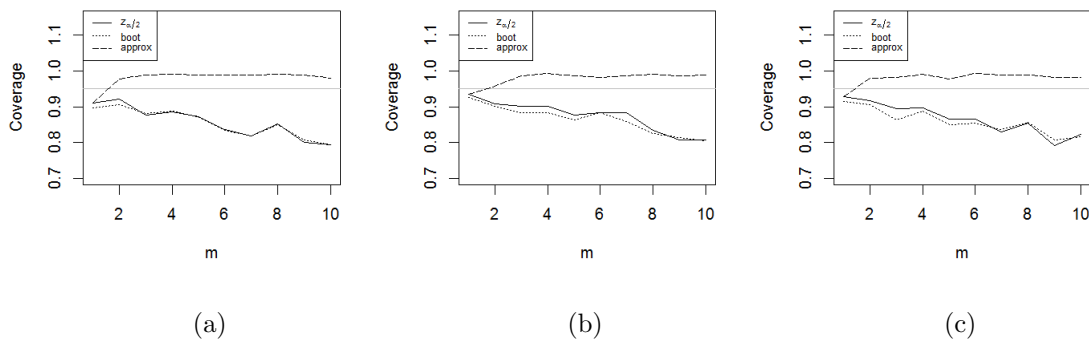 z_{α/2}
boot
approx
Coverage
1.1
1.0
0.9
0.8
0.7
2 4 6 8 10
m
(a)
z_{α/2}
boot
approx
Coverage
1.1
1.0
0.9
0.8
0.7
2 4 6 8 10
m
(b)
z_{α/2}
boot
approx
Coverage
1.1
1.0
0.9
0.8
0.7
2 4 6 8 10
m
(c)